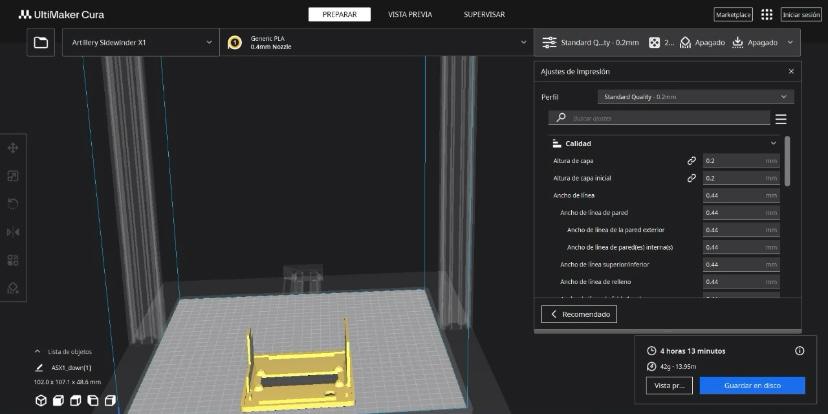 UltiMaker Cura
PREPARAR
VISTA PREVIA
SUPERVISAR
Marketplace
Iniciar sesión
Artillery Sidewinder X1
1
Generic PLA
0.4mm Nozzle
Standard Q...ty - 0.2mm
2...
Apagado
Apagado
Ajustes de impresión
Perfil
Standard Quality - 0.2mm
Buscar ajustes
Calidad
Altura de capa
0.2 mm
Altura de capa inicial
0.2 mm
Ancho de línea
0.44 mm
Ancho de línea de pared
0.44 mm
Ancho de línea de la pared exterior
0.44 mm
Ancho de línea de pared(es) interna(s)
0.44 mm
Ancho de línea superior/inferior
0.44 mm
Ancho de línea de relleno
0.44 mm
Recomendado
Lista de objetos
ASX1_down[1]
102.0 x 107.1 x 48.6 mm
4 horas 13 minutos
42g · 13.95m
Vista pr...
Guardar en disco